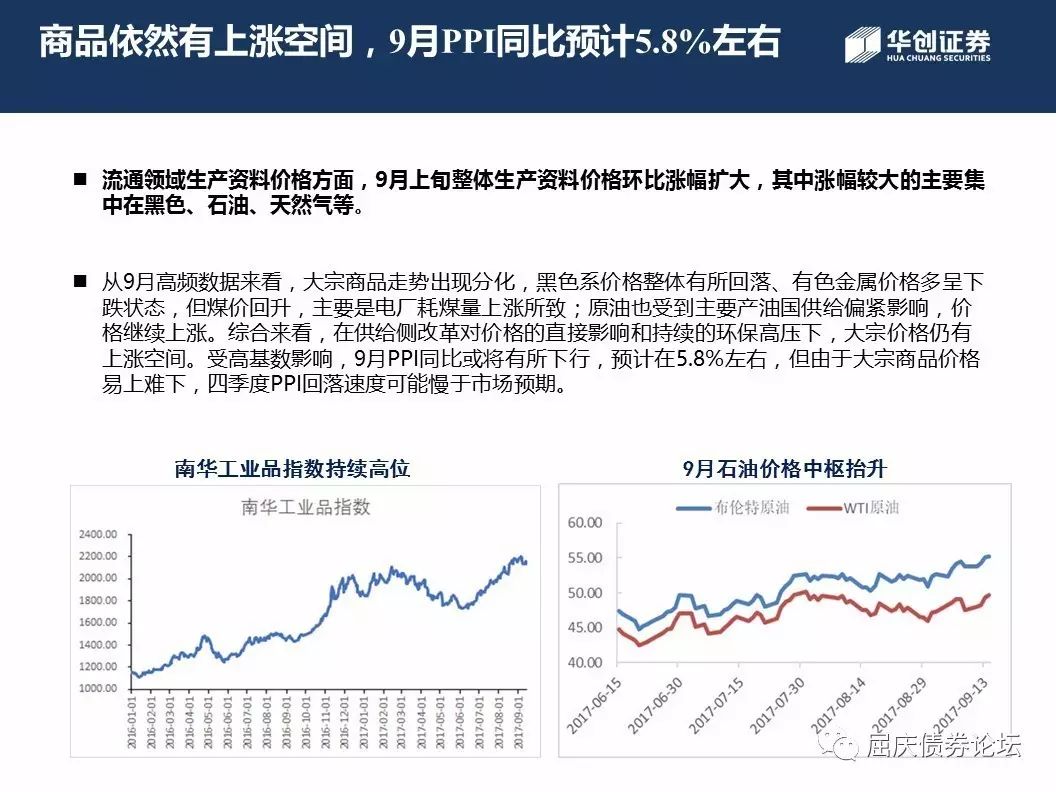 商品依然有上涨空间，9月PPI同比预计5.8%左右
华创证券
HUA CHUANG SECURITIES
■ 流通领域生产资料价格方面，9月上旬整体生产资料价格环比涨幅扩大，其中涨幅较大的主要集
中在黑色、石油、天然气等。
■ 从9月高频数据来看，大宗商品走势出现分化，黑色系价格整体有所回落、有色金属价格多呈下
跌状态，但煤价回升，主要是电厂耗煤量上涨所致；原油也受到主要产油国供给偏紧影响，价
格继续上涨。综合来看，在供给侧改革对价格的直接影响和持续的环保高压下，大宗价格仍有
上涨空间。受高基数影响，9月PPI同比或将有所下行，预计在5.8%左右，但由于大宗商品价格
易上难下，四季度PPI回落速度可能慢于市场预期。
南华工业品指数持续高位
南华工业品指数
2400.00
2200.00
2000.00
1800.00
1600.00
1400.00
1200.00
1000.00
2016-01-01
2016-02-01
2016-03-01
2016-04-01
2016-05-01
2016-06-01
2016-07-01
2016-08-01
2016-09-01
2016-10-01
2016-11-01
2016-12-01
2017-01-01
2017-02-01
2017-03-01
2017-04-01
2017-05-01
2017-06-01
2017-07-01
2017-08-01
2017-09-01
9月石油价格中枢抬升
布伦特原油
WTI原油
60.00
55.00
50.00
45.00
40.00
2017-06-15
2017-06-30
2017-07-15
2017-07-30
2017-08-14
2017-08-29
2017-09-13
屈庆债券论坛